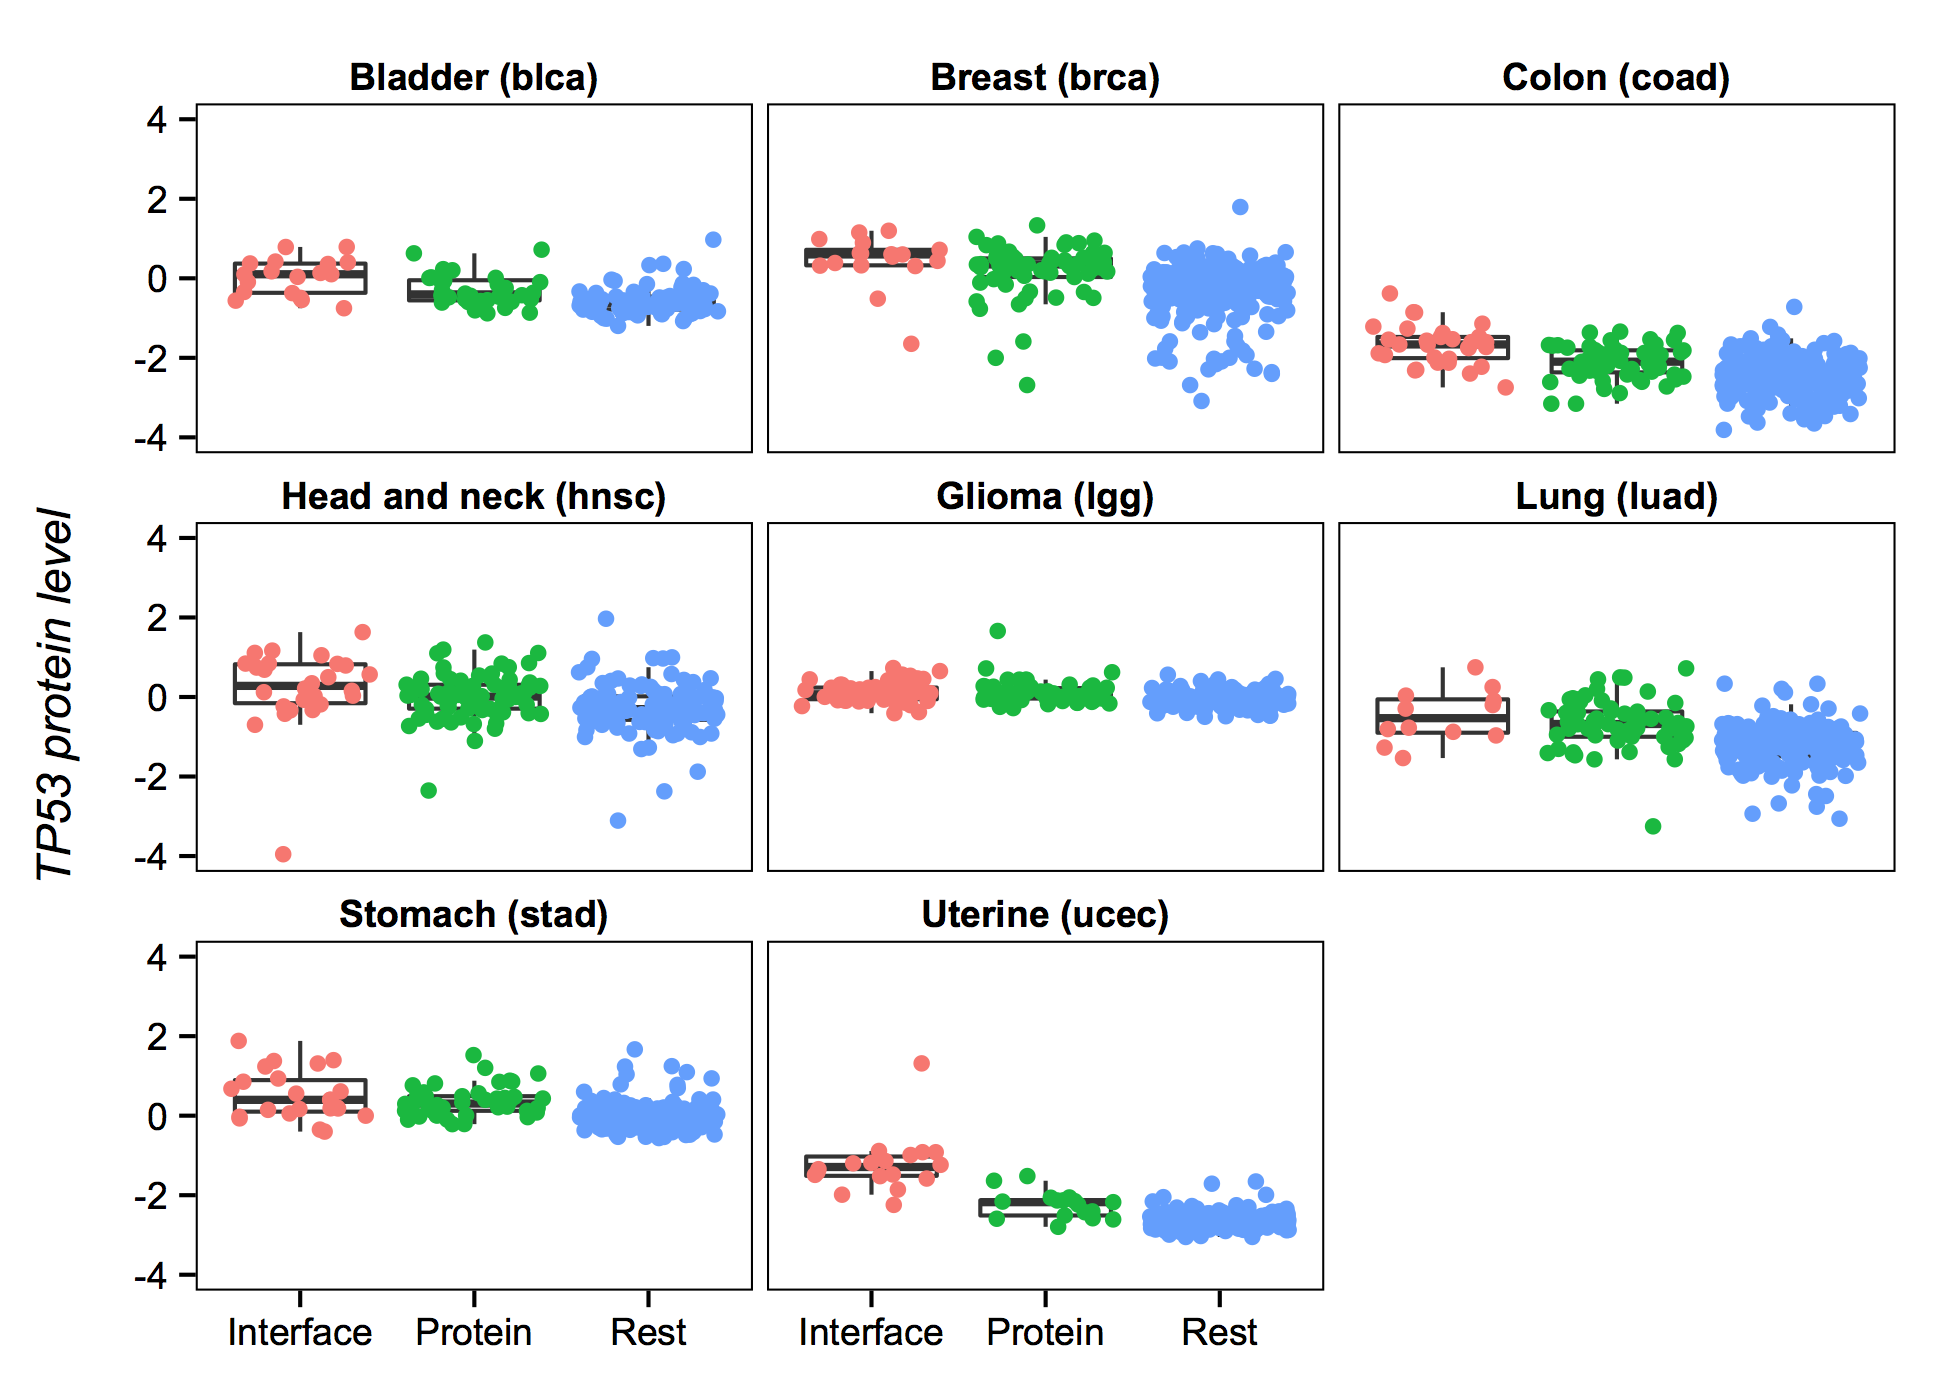 Bladder (blca)
Breast (brca)
Colon (coad)
4
2
0
-2
-4
Head and neck (hnsc)
Glioma (lgg)
Lung (luad)
4
2
0
-2
-4
TP53 protein level
Stomach (stad)
Uterine (ucec)
4
2
0
-2
-4
Interface Protein Rest
Interface Protein Rest